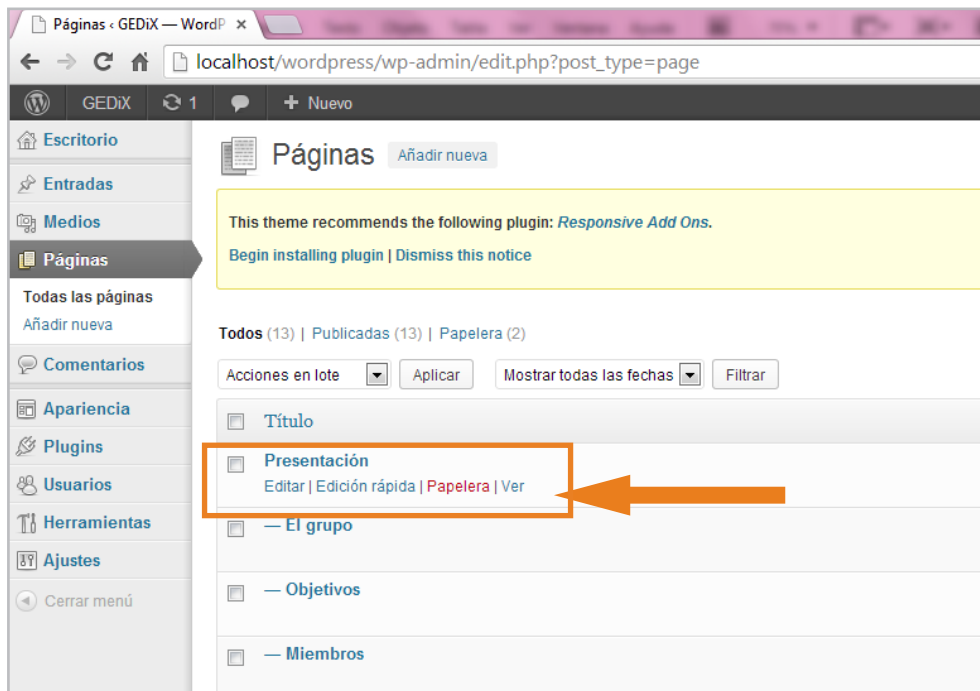 Páginas ‹ GEDiX — WordP
localhost/wordpress/wp-admin/edit.php?post_type=page
GEDiX 1 + Nuevo
Escritorio
Entradas
Medios
Páginas
Todas las páginas
Añadir nueva
Comentarios
Apariencia
Plugins
Usuarios
Herramientas
Ajustes
Cerrar menú
Páginas Añadir nueva
This theme recommends the following plugin: Responsive Add Ons.
Begin installing plugin | Dismiss this notice
Todos (13) | Publicadas (13) | Papelera (2)
Acciones en lote Aplicar Mostrar todas las fechas Filtrar
Título
Presentación
Editar | Edición rápida | Papelera | Ver
— El grupo
— Objetivos
— Miembros